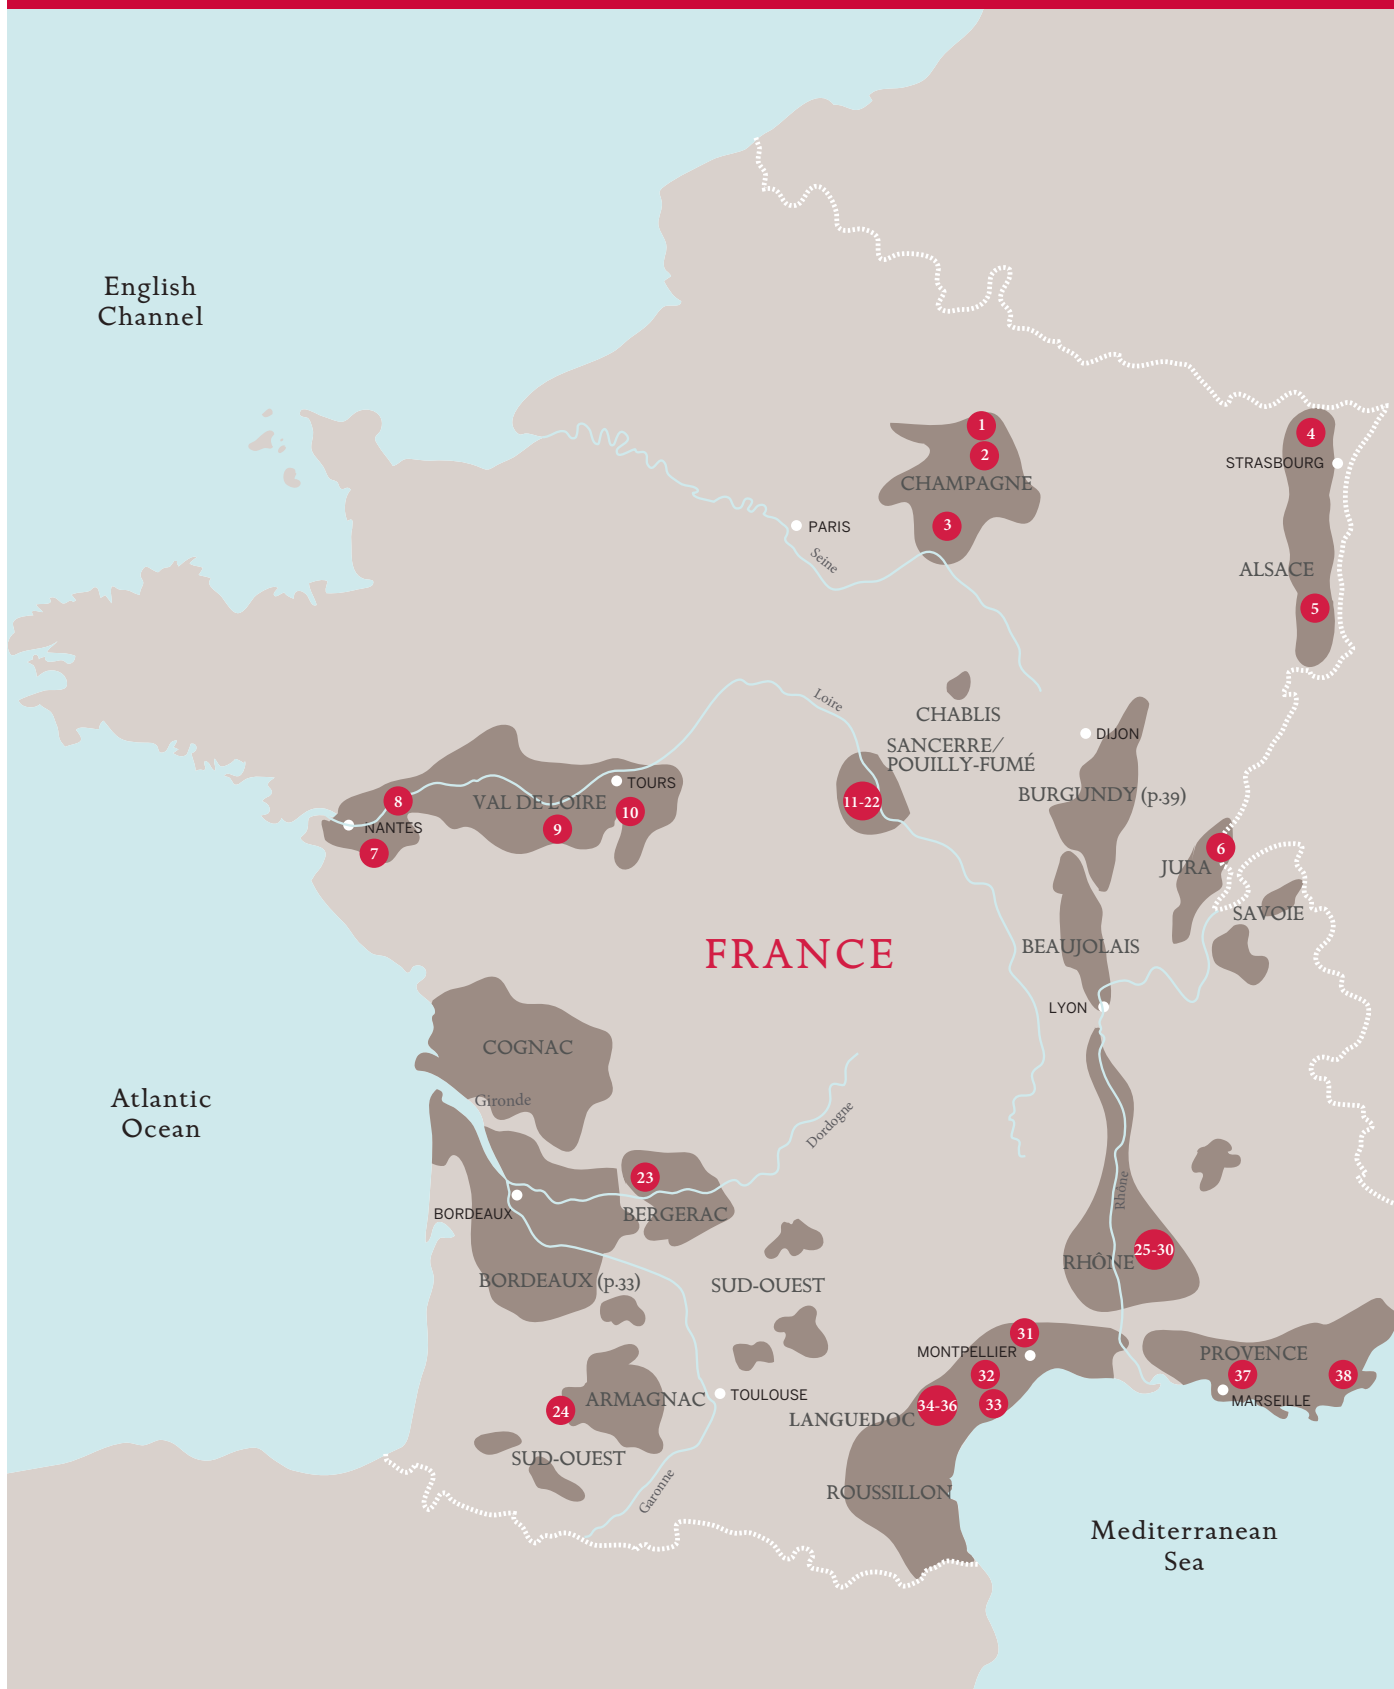 English
Channel
1
2
CHAMPAGNE
3
4
STRASBOURG
PARIS
Seine
ALSACE
5
Loire
CHABLIS
SANCERRE/
POUILLY-FUMÉ
DIJON
BURGUNDY (p.39)
TOURS
8
VAL DE LOIRE
10
11-22
NANTES
9
7
6
JURA
SAVOIE
FRANCE
BEAUJOLAIS
LYON
COGNAC
Gironde
Atlantic
Ocean
Dordogne
23
BORDEAUX
BERGERAC
Rhône
RHÔNE
25-30
BORDEAUX (p.33)
SUD-OUEST
31
MONTPELLIER
PROVENCE
32
37
38
ARMAGNAC
TOULOUSE
MARSEILLE
24
34-36
33
LANGUEDOC
SUD-OUEST
Garonne
ROUSSILLON
Mediterranean
Sea